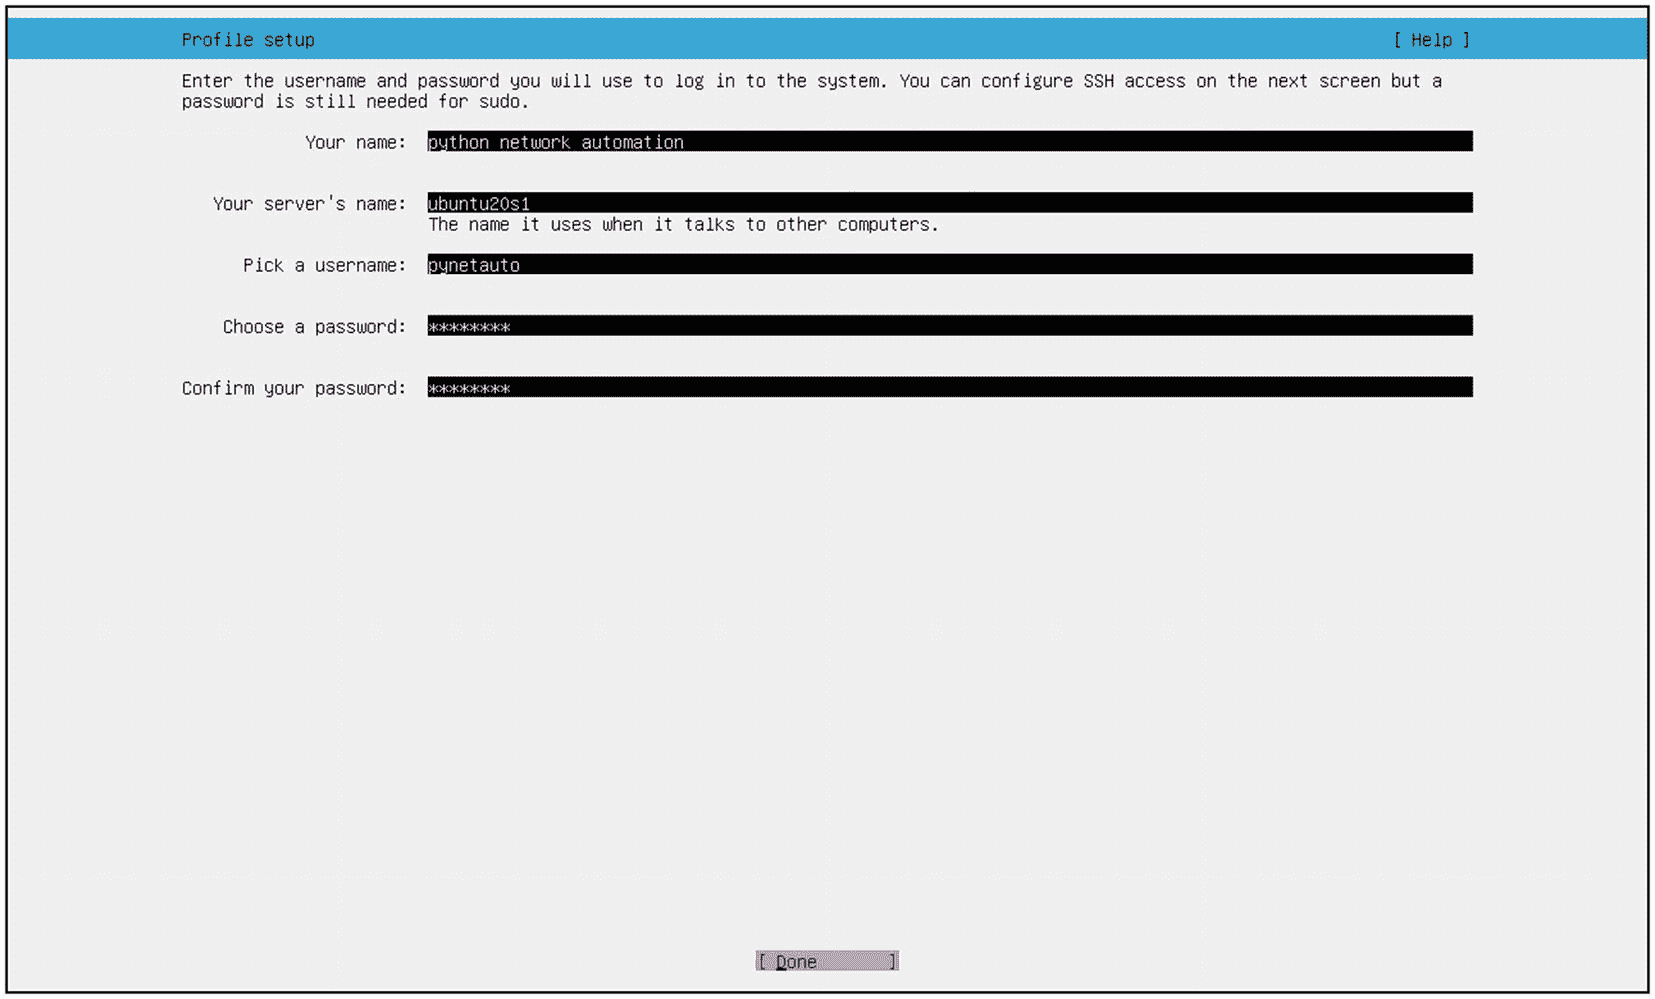 Profile setup [ Help ]
Enter the username and password you will use to log in to the system. You can configure SSH access on the next screen but a
password is still needed for sudo.
Your name: python network automation
Your server's name: ubuntu20s1
The name it uses when it talks to other computers.
Pick a username: pynetauto
Choose a password: ********
Confirm your password: ********
[ Done ]